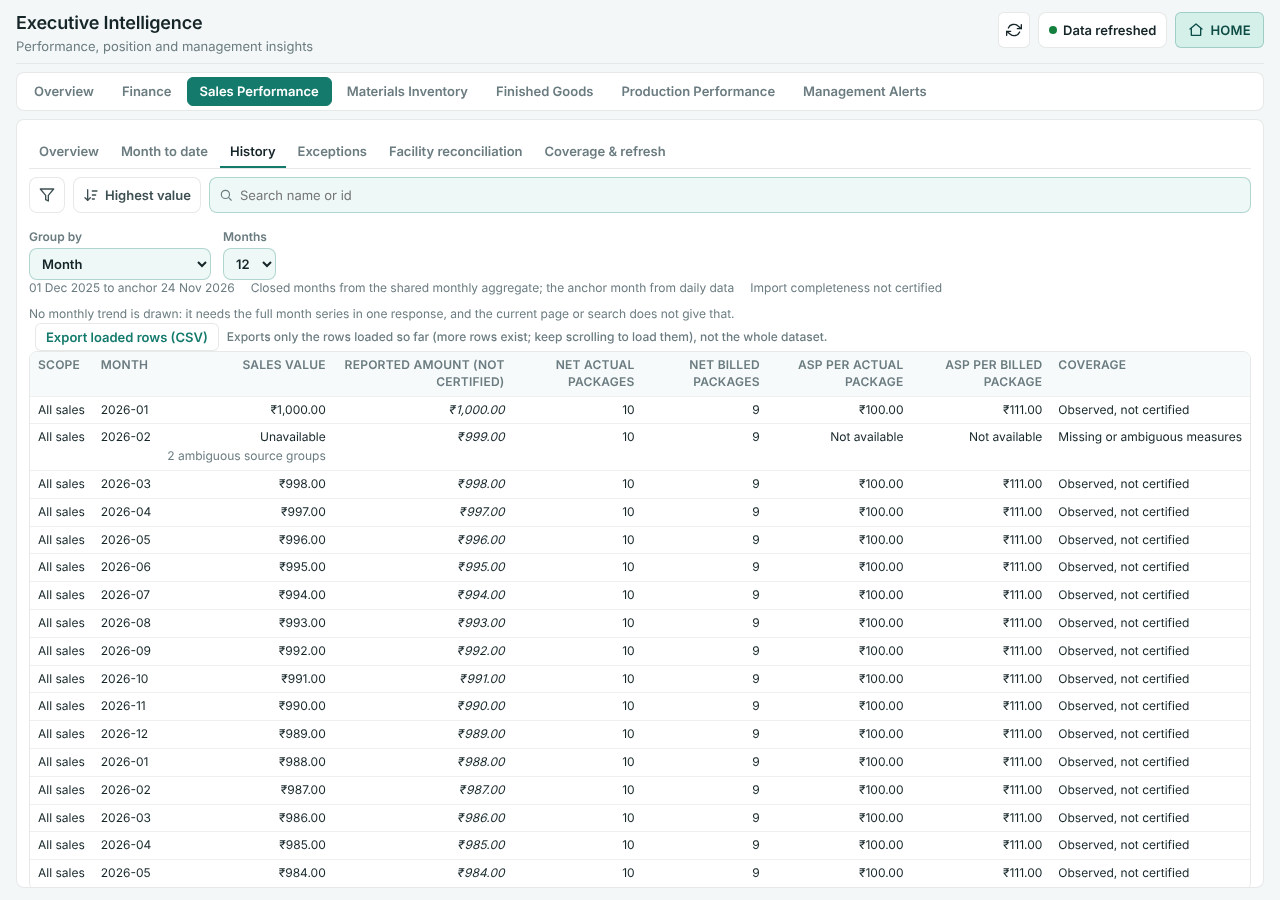 Executive Intelligence
Performance, position and management insights
Data refreshed
HOME
Overview Finance Sales Performance Materials Inventory Finished Goods Production Performance Management Alerts
Overview Month to date History Exceptions Facility reconciliation Coverage & refresh
Highest value Search name or id
Group by Months
Month 12
01 Dec 2025 to anchor 24 Nov 2026 Closed months from the shared monthly aggregate; the anchor month from daily data Import completeness not certified
No monthly trend is drawn: it needs the full month series in one response, and the current page or search does not give that.
Export loaded rows (CSV) Exports only the rows loaded so far (more rows exist; keep scrolling to load them), not the whole dataset.
SCOPE MONTH SALES VALUE REPORTED AMOUNT (NOT CERTIFIED) NET ACTUAL PACKAGES NET BILLED PACKAGES ASP PER ACTUAL PACKAGE ASP PER BILLED PACKAGE COVERAGE
All sales 2026-01 ₹1,000.00 ₹1,000.00 10 9 ₹100.00 ₹111.00 Observed, not certified
All sales 2026-02 Unavailable ₹999.00 10 9 Not available Not available Missing or ambiguous measures
2 ambiguous source groups
All sales 2026-03 ₹998.00 ₹998.00 10 9 ₹100.00 ₹111.00 Observed, not certified
All sales 2026-04 ₹997.00 ₹997.00 10 9 ₹100.00 ₹111.00 Observed, not certified
All sales 2026-05 ₹996.00 ₹996.00 10 9 ₹100.00 ₹111.00 Observed, not certified
All sales 2026-06 ₹995.00 ₹995.00 10 9 ₹100.00 ₹111.00 Observed, not certified
All sales 2026-07 ₹994.00 ₹994.00 10 9 ₹100.00 ₹111.00 Observed, not certified
All sales 2026-08 ₹993.00 ₹993.00 10 9 ₹100.00 ₹111.00 Observed, not certified
All sales 2026-09 ₹992.00 ₹992.00 10 9 ₹100.00 ₹111.00 Observed, not certified
All sales 2026-10 ₹991.00 ₹991.00 10 9 ₹100.00 ₹111.00 Observed, not certified
All sales 2026-11 ₹990.00 ₹990.00 10 9 ₹100.00 ₹111.00 Observed, not certified
All sales 2026-12 ₹989.00 ₹989.00 10 9 ₹100.00 ₹111.00 Observed, not certified
All sales 2026-01 ₹988.00 ₹988.00 10 9 ₹100.00 ₹111.00 Observed, not certified
All sales 2026-02 ₹987.00 ₹987.00 10 9 ₹100.00 ₹111.00 Observed, not certified
All sales 2026-03 ₹986.00 ₹986.00 10 9 ₹100.00 ₹111.00 Observed, not certified
All sales 2026-04 ₹985.00 ₹985.00 10 9 ₹100.00 ₹111.00 Observed, not certified
All sales 2026-05 ₹984.00 ₹984.00 10 9 ₹100.00 ₹111.00 Observed, not certified